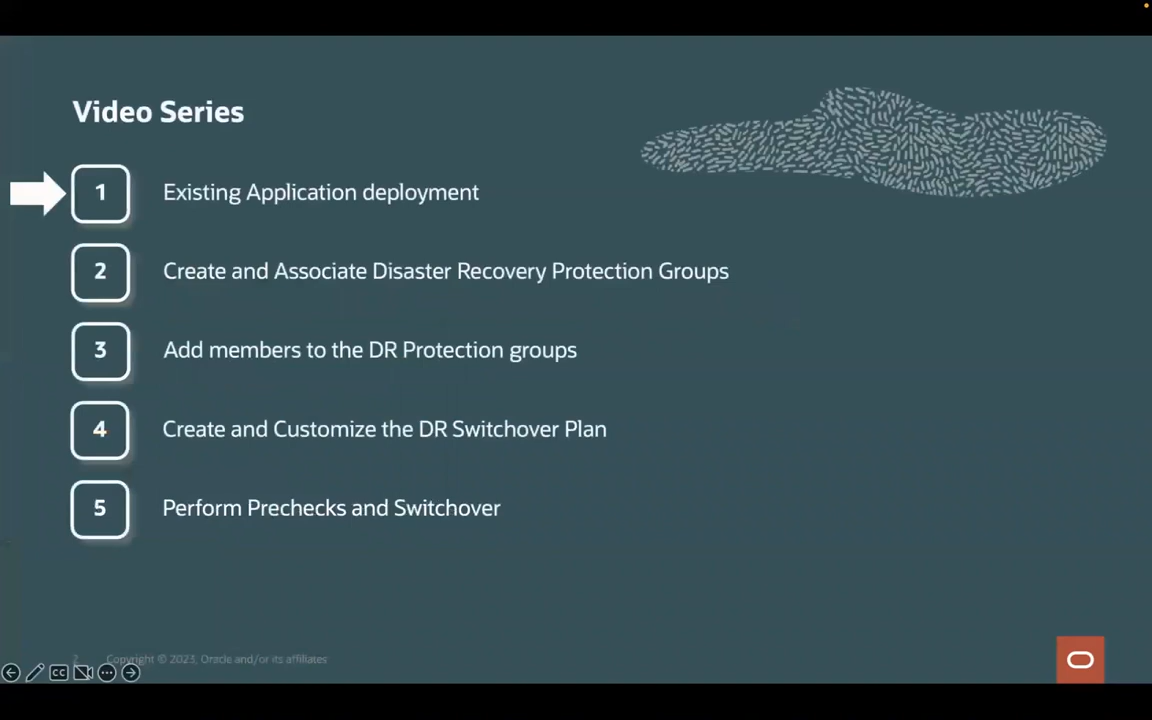 Video Series
1 Existing Application deployment
2 Create and Associate Disaster Recovery Protection Groups
3 Add members to the DR Protection groups
4 Create and Customize the DR Switchover Plan
5 Perform Prechecks and Switchover
2 Copyright © 2023, Oracle and/or its affiliates
CC